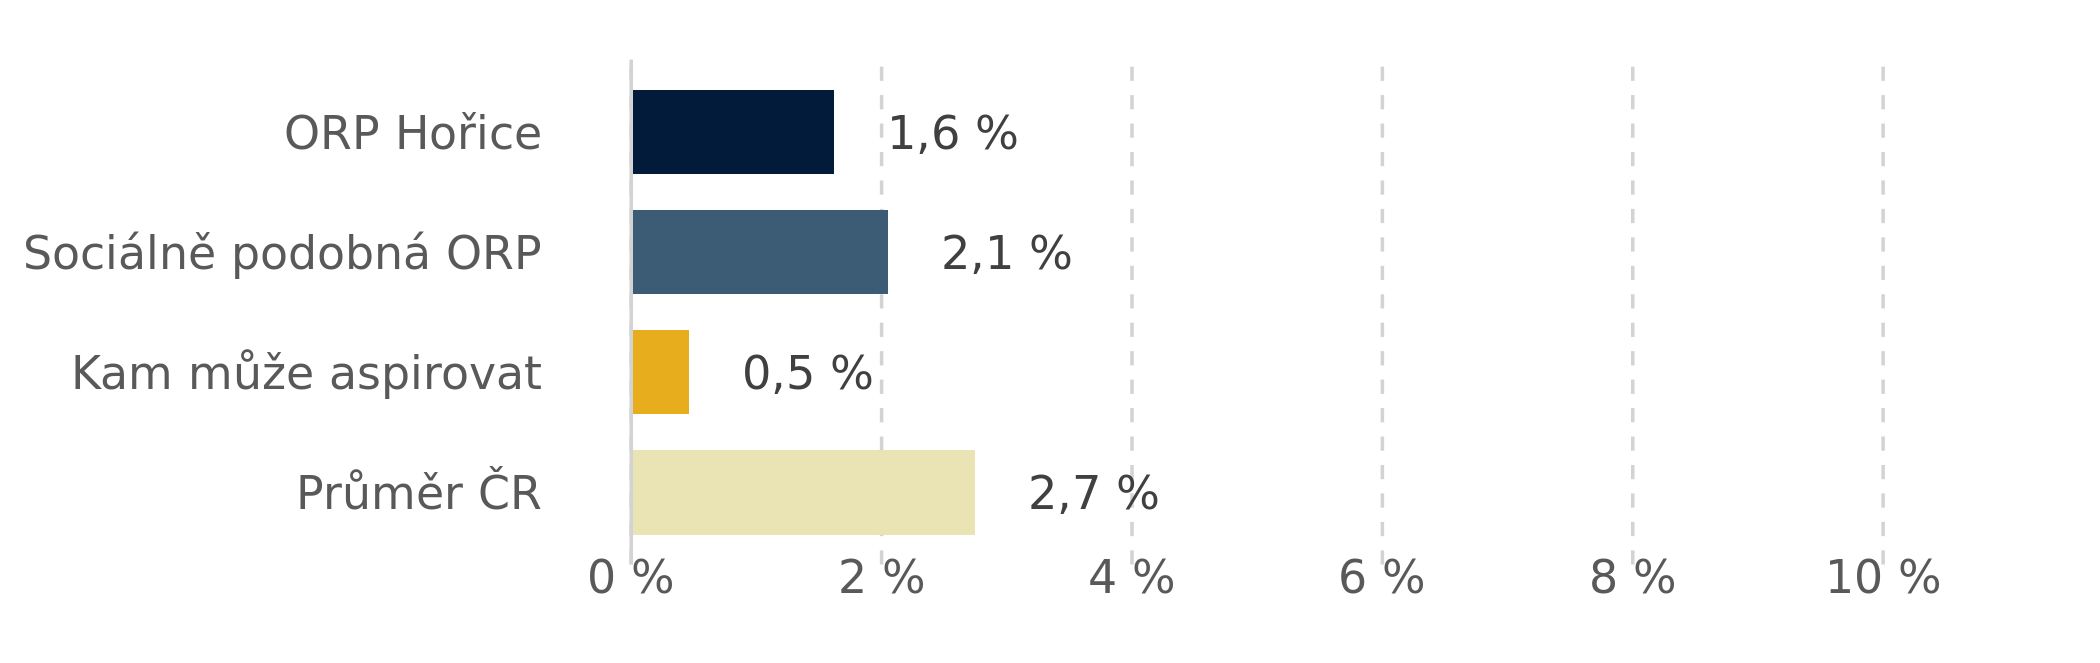 ORP Hořice 1,6 %
Sociálně podobná ORP 2,1 %
Kam může aspirovat 0,5 %
Průměr ČR 2,7 %
0 % 2 % 4 % 6 % 8 % 10 %